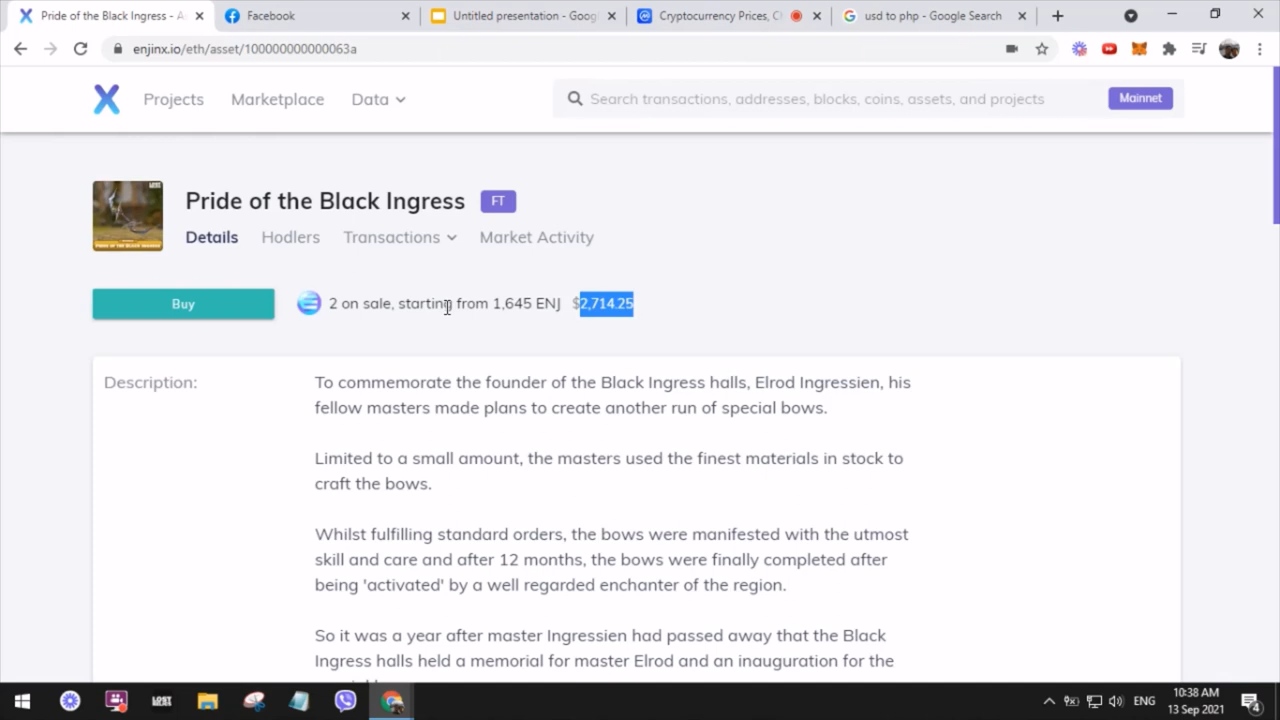 Pride of the Black Ingress - A
Facebook
Untitled presentation - Goog
Cryptocurrency Prices, C
usd to php - Google Search
enjinx.io/eth/asset/100000000000063a
Projects
Marketplace
Data
Search transactions, addresses, blocks, coins, assets, and projects
Mainnet
Pride of the Black Ingress
FT
Details
Hodlers
Transactions
Market Activity
Buy
2 on sale, starting from 1,645 ENJ $2,714.25
Description:
To commemorate the founder of the Black Ingress halls, Elrod Ingressien, his
fellow masters made plans to create another run of special bows.
Limited to a small amount, the masters used the finest materials in stock to
craft the bows.
Whilst fulfilling standard orders, the bows were manifested with the utmost
skill and care and after 12 months, the bows were finally completed after
being 'activated' by a well regarded enchanter of the region.
So it was a year after master Ingressien had passed away that the Black
Ingress halls held a memorial for master Elrod and an inauguration for the
LOST
ENG
10:38 AM
13 Sep 2021
4